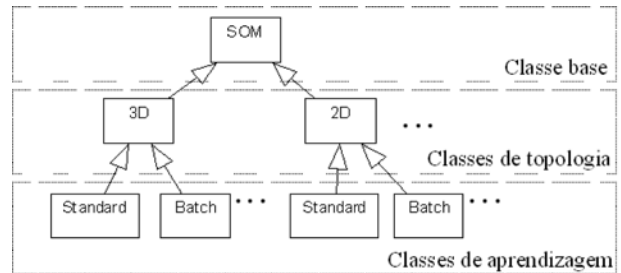 SOM
Classe base
3D
2D
...
Classes de topologia
Standard
Batch
...
Standard
Batch
...
Classes de aprendizagem